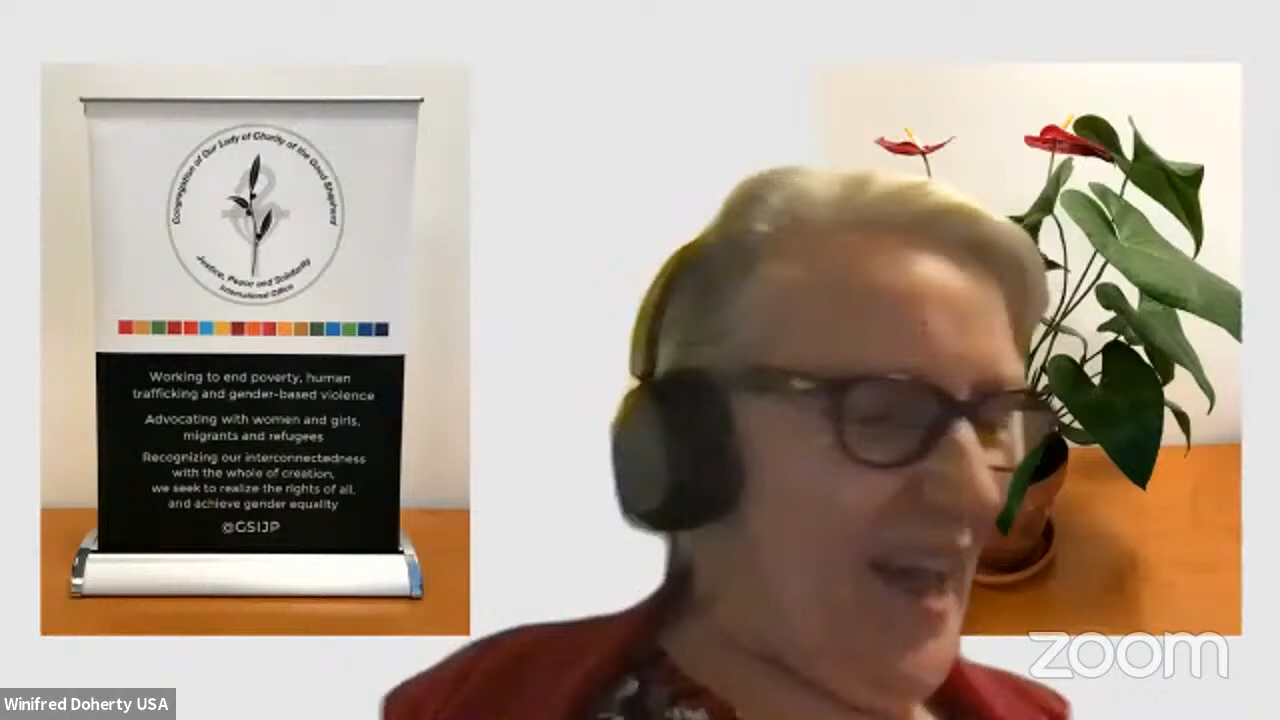 Congregation of Our Lady of Charity of the Good Shepherd
Justice, Peace and Solidarity
International Office
Working to end poverty, human
trafficking and gender-based violence
Advocating with women and girls,
migrants and refugees
Recognizing our interconnectedness
with the whole of creation,
we seek to realize the rights of all,
and achieve gender equality
@GSIJP
zoom
Winifred Doherty USA